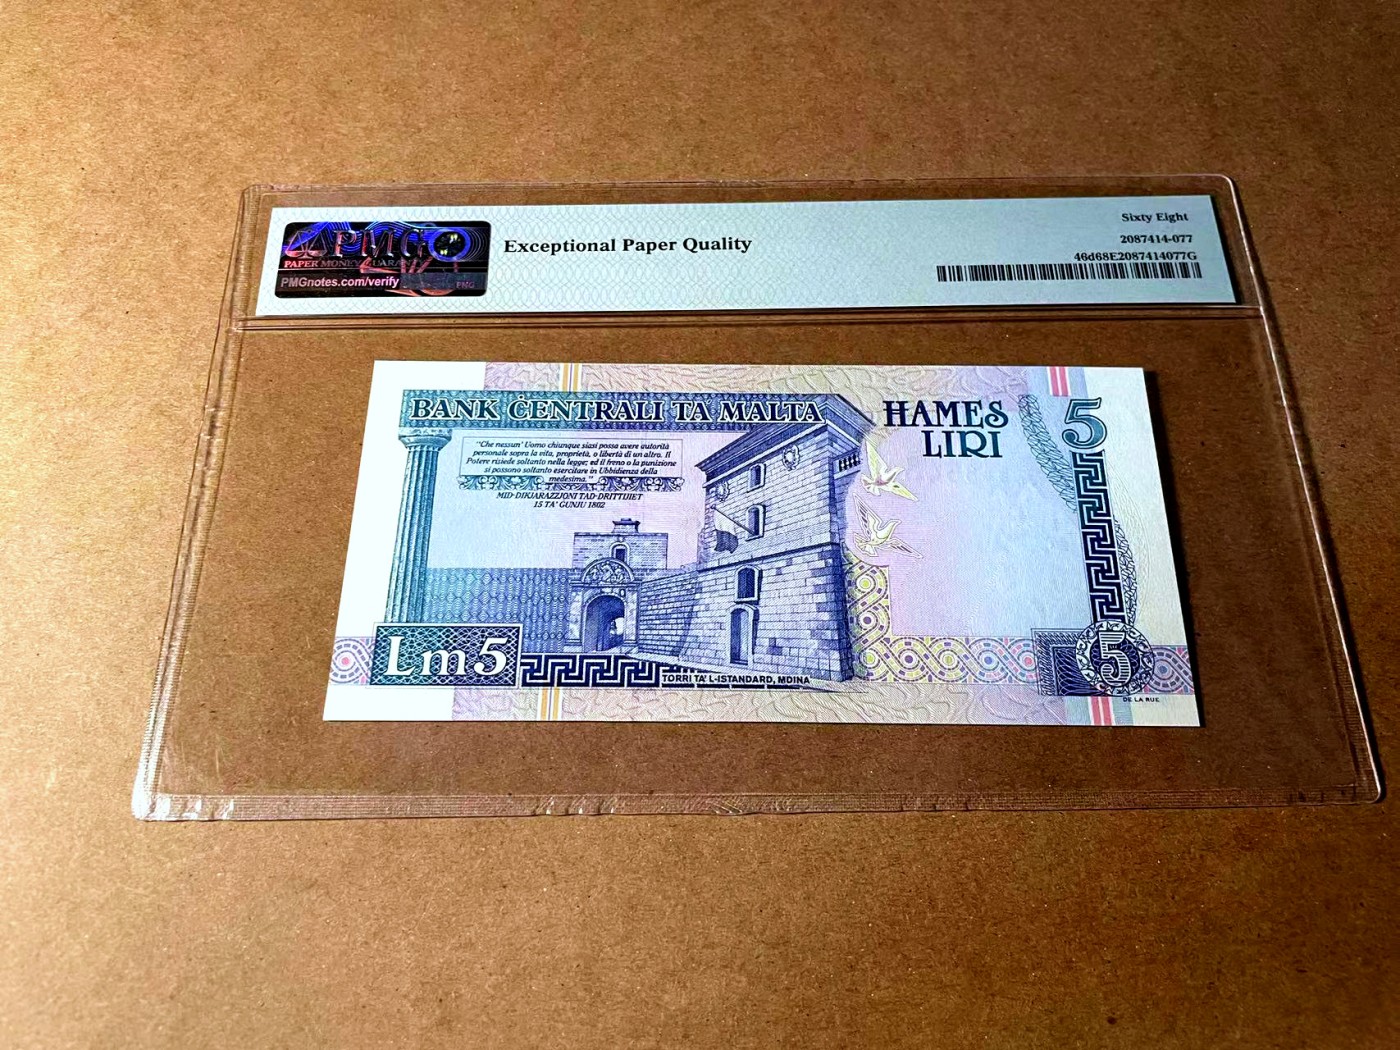 PMG
PAPER MONEY GUARANTY
PMGnotes.com/verify
PMG
Exceptional Paper Quality
Sixty Eight
2087414-077
46d68E2087414077G
BANK ĊENTRALI TA MALTA
"Che nessun' Uomo chiunque siasi possa avere autorità
personale sopra la vita, proprietà, o libertà di un altro. Il
Potere risiede soltanto nella legge; ed il freno o la punizione
si possono soltanto esercitare in Ubbidienza della
medesima."
MID-DIKJARAZZJONI TAD-DRITTIJIET
15 TA' ĠUNJU 1802
ĦAMES
LIRI
5
Lm5
TORRI TA' L-ISTANDARD, MDINA
5
DE LA RUE